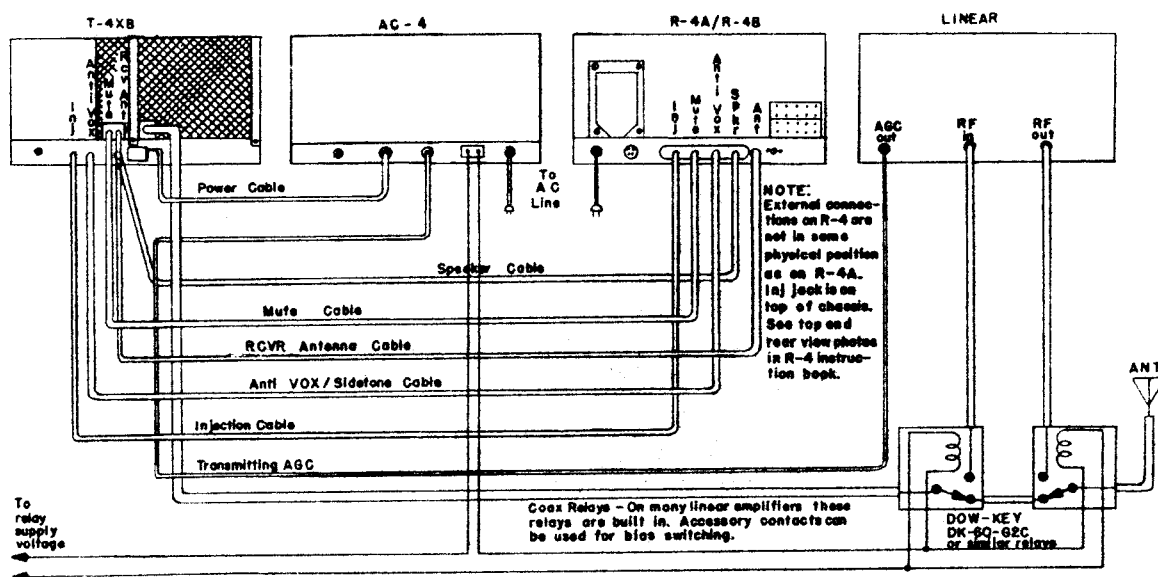 T-4XB
AC-4
R-4A/R-4B
LINEAR
Inj
Anti Vox
Mute
Rcv Ant
Inj
Mute
Anti Vox
Spkr
Ant
AGC
out
RF
in
RF
out
Power Cable
To
AC
Line
NOTE:
External connec-
tions on R-4 are
not in same
physical position
as on R-4A.
Inj jack is on
top of chassis.
See top and
rear view photos
in R-4 instruc-
tion book.
Speaker Cable
Mute Cable
RCVR Antenna Cable
Anti VOX/Sidetone Cable
Injection Cable
Transmitting AGC
ANT
To
relay
supply
voltage
Coax Relays - On many linear amplifiers these
relays are built in. Accessory contacts can
be used for bias switching.
DOW-KEY
DK-60-G2C
or similar relays